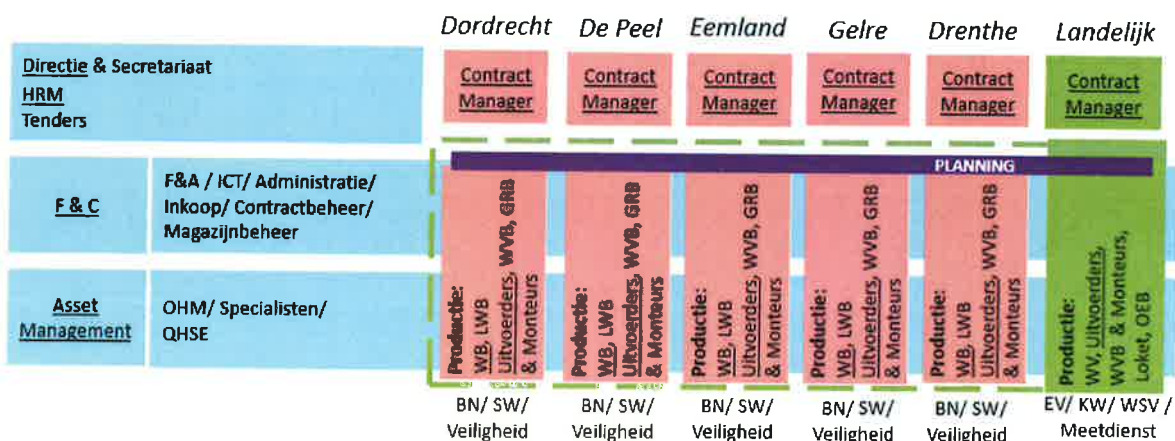 Dordrecht
De Peel
Eemland
Gelre
Drenthe
Landelijk
Directie & Secretariaat
HRM
Tenders
Contract
Manager
Contract
Manager
Contract
Manager
Contract
Manager
Contract
Manager
Contract
Manager
PLANNING
F & C
F&A / ICT/ Administratie/
Inkoop/ Contractbeheer/
Magazijnbeheer
Asset
Management
OHM/ Specialisten/
QHSE
Productie:
WB, LWB
Uitvoerders, WVB, GRB
& Monteurs
Productie:
WB, LWB
Uitvoerders, WVB, GRB
& Monteurs
Productie:
WB, LWB
Uitvoerders, WVB, GRB
& Monteurs
Productie:
WB, LWB
Uitvoerders, WVB, GRB
& Monteurs
Productie:
WB, LWB
Uitvoerders, WVB, GRB
& Monteurs
Productie:
WV, Uitvoerders,
WVB & Monteurs,
Loket, OEB
BN/ SW/
Veiligheid
BN/ SW/
Veiligheid
BN/ SW/
Veiligheid
BN/ SW/
Veiligheid
BN/ SW/
Veiligheid
EV/ KW/ WSV /
Meetdienst